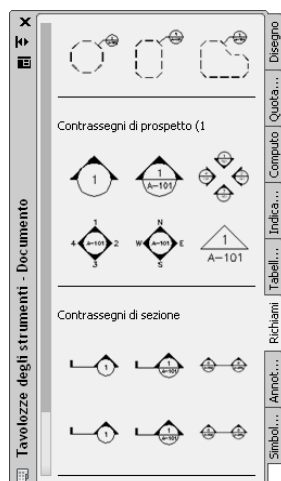 Tavolozze degli strumenti - Documento
Contrassegni di prospetto (1
1
1
A-101
1
4 A-101 2
3
N
W A-101 E
S
1
A-101
Contrassegni di sezione
1
1
A-101
1
1
A-101
Disegno
Quota...
Computo
Indica...
Tabell...
Richiami
Annot...
Simbol...